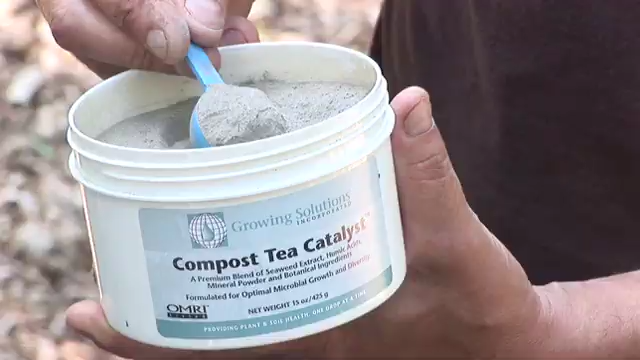 Growing Solutions
INCORPORATED
Compost Tea Catalyst™
A Premium Blend of Seaweed Extract, Humic Acids,
Mineral Powder and Botanical Ingredients
Formulated for Optimal Microbial Growth and Diversity
OMRI
NET WEIGHT 15 oz/425 g
PROVIDING PLANT & SOIL HEALTH, ONE DROP AT A TIME